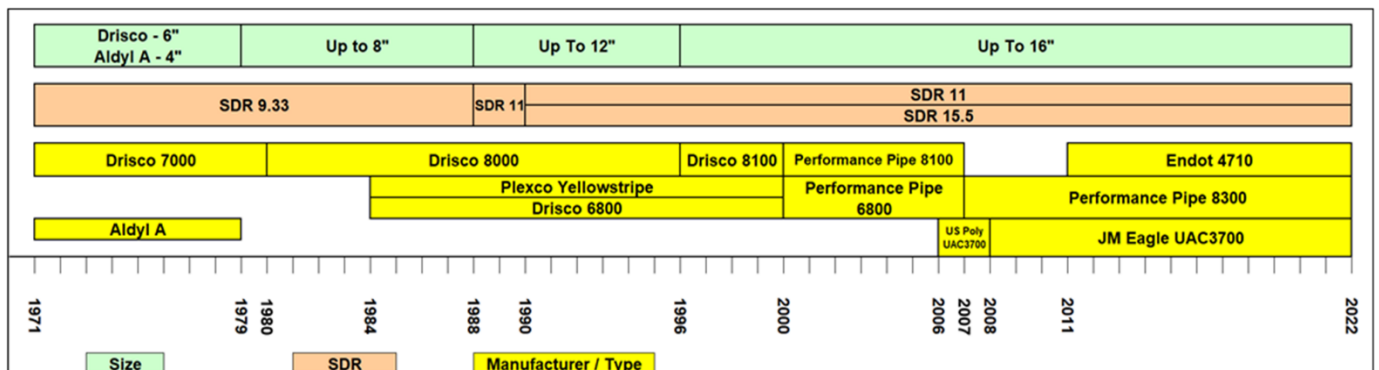 Drisco - 6"
Aldyl A - 4"
Up to 8"
Up To 12"
Up To 16"
SDR 9.33
SDR 11
SDR 11
SDR 15.5
Drisco 7000
Drisco 8000
Drisco 8100
Performance Pipe 8100
Endot 4710
Plexco Yellowstripe
Drisco 6800
Performance Pipe
6800
Performance Pipe 8300
Aldyl A
US Poly
UAC3700
JM Eagle UAC3700
1971
1979
1980
1984
1988
1990
1996
2000
2006
2007
2008
2011
2022
Size
SDR
Manufacturer / Type